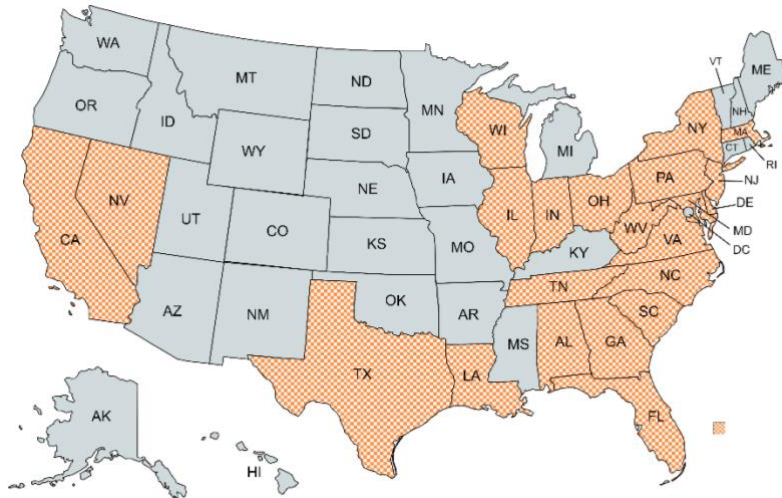 WA
MT
ND
MN
VT
ME
OR
ID
SD
WI
NY
NH
MA
WY
MI
CT
RI
IA
PA
NJ
NE
NV
IL
IN
OH
DE
UT
CO
WV
MD
CA
KS
MO
VA
DC
KY
TN
NC
OK
AZ
NM
AR
SC
MS
AL
GA
TX
LA
FL
AK
HI